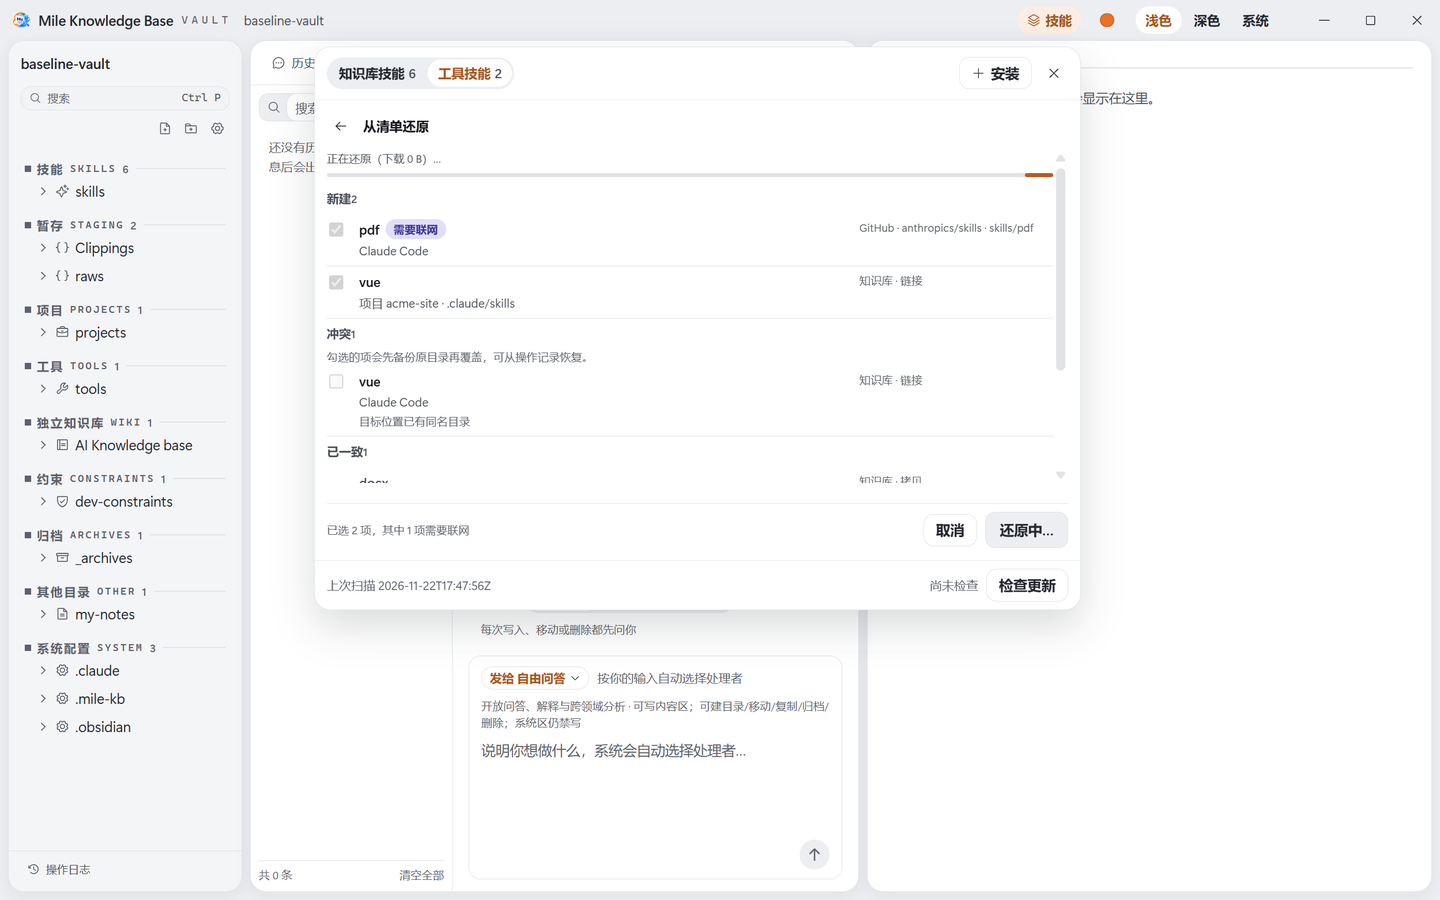 Mile Knowledge Base VAULT baseline-vault
技能 浅色 深色 系统
baseline-vault
搜索 Ctrl P
技能 SKILLS 6
skills
暂存 STAGING 2
Clippings
raws
项目 PROJECTS 1
projects
工具 TOOLS 1
tools
独立知识库 WIKI 1
AI Knowledge base
约束 CONSTRAINTS 1
dev-constraints
归档 ARCHIVES 1
_archives
其他目录 OTHER 1
my-notes
系统配置 SYSTEM 3
.claude
.mile-kb
.obsidian
操作日志
历史
搜索
还没有历
息后会出
共 0 条 清空全部
知识库技能 6 工具技能 2 安装
从清单还原
正在还原（下载 0 B）…
新建2
pdf 需要联网 GitHub · anthropics/skills · skills/pdf
Claude Code
vue 知识库 · 链接
项目 acme-site · .claude/skills
冲突1
勾选的项会先备份原目录再覆盖，可从操作记录恢复。
vue 知识库 · 链接
Claude Code
目标位置已有同名目录
已一致1
docx 知识库 · 拷贝
已选 2 项，其中 1 项需要联网 取消 还原中…
上次扫描 2026-11-22T17:47:56Z 尚未检查 检查更新
每次写入、移动或删除都先问你
发给 自由问答 按你的输入自动选择处理者
开放问答、解释与跨领域分析 · 可写内容区；可建目录/移动/复制/归档/
删除；系统区仍禁写
说明你想做什么，系统会自动选择处理者…
显示在这里。